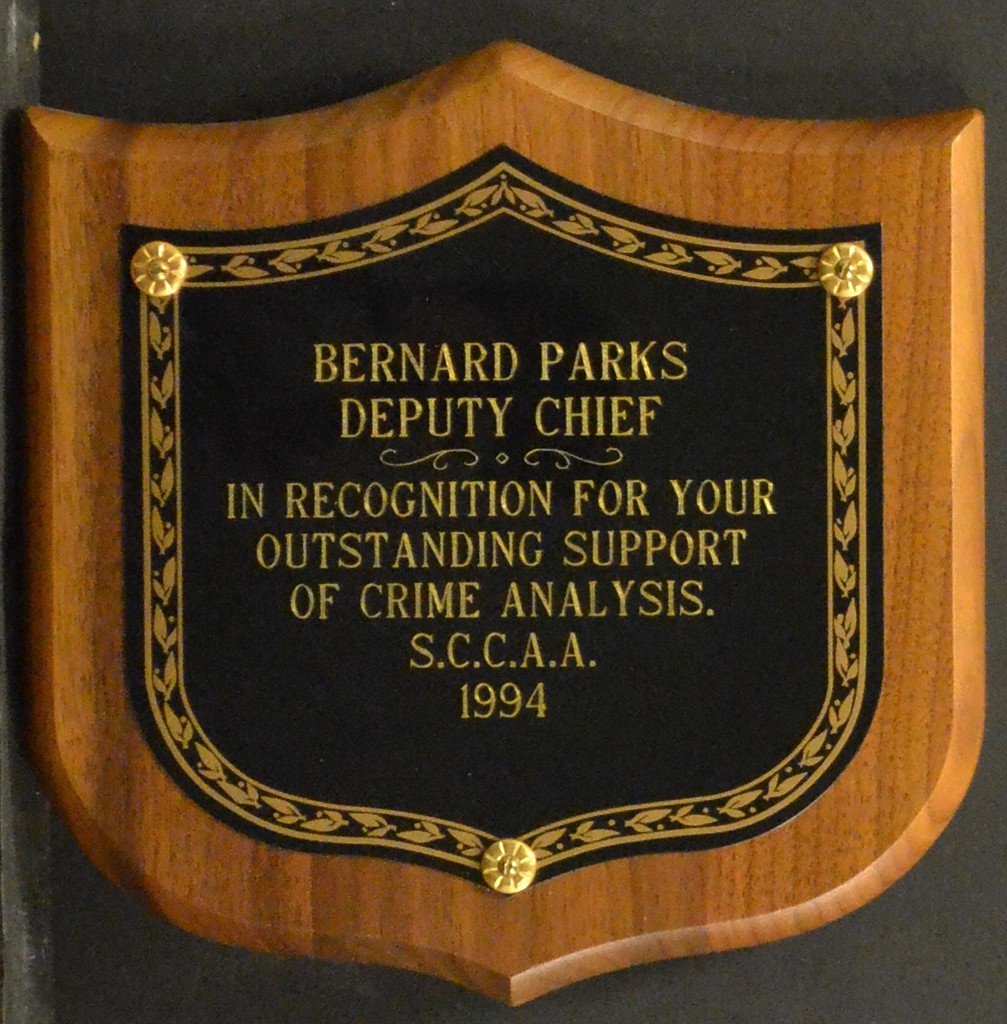 BERNARD PARKS
DEPUTY CHIEF
IN RECOGNITION FOR YOUR
OUTSTANDING SUPPORT
OF CRIME ANALYSIS.
S.C.C.A.A.
1994